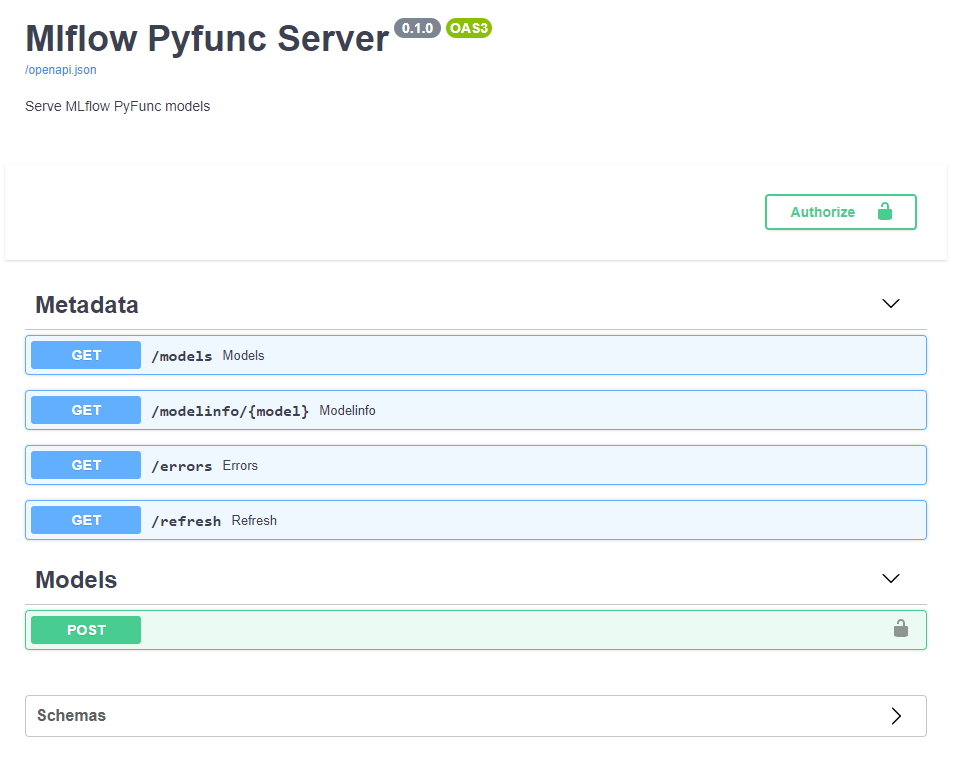 Mlflow Pyfunc Server 0.1.0 OAS3
/openapi.json
Serve MLflow PyFunc models
Authorize
Metadata
GET /models Models
GET /modelinfo/{model} Modelinfo
GET /errors Errors
GET /refresh Refresh
Models
POST
Schemas